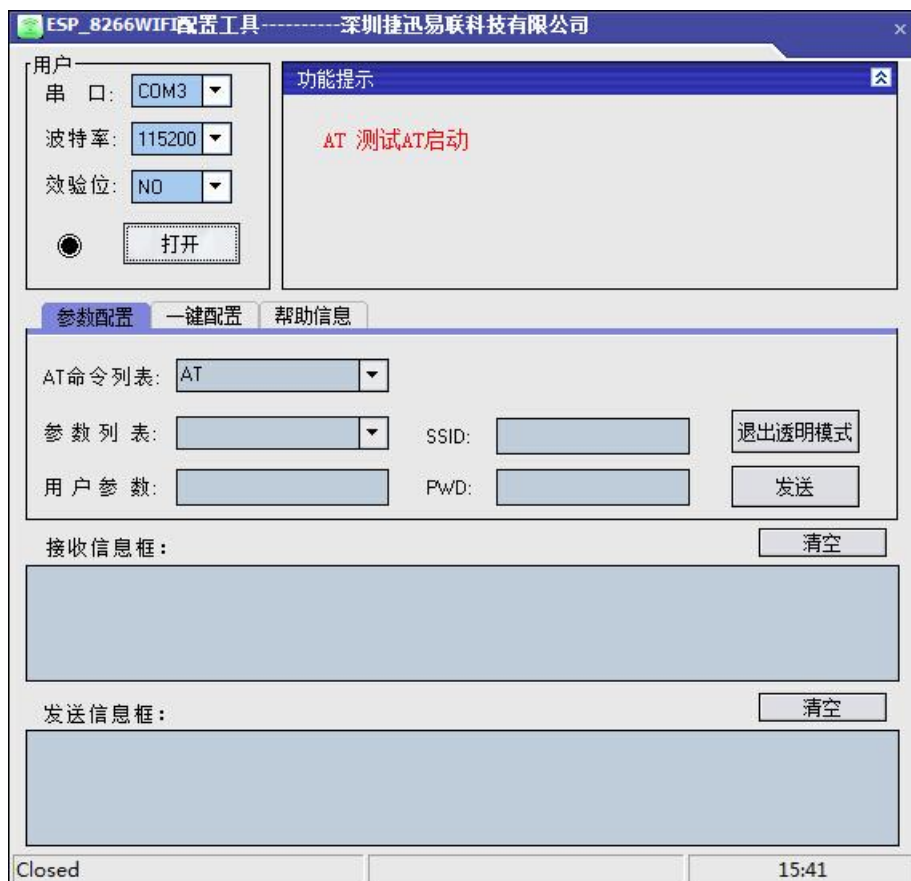 ESP_8266WIFI配置工具----------深圳捷迅易联科技有限公司
×
用户
串 口: COM3
波特率: 115200
效验位: NO
打开
功能提示
AT 测试AT启动
参数配置 一键配置 帮助信息
AT命令列表: AT
参数列表: SSID: 退出透明模式
用户参数: PWD: 发送
接收信息框: 清空
发送信息框: 清空
Closed 15:41